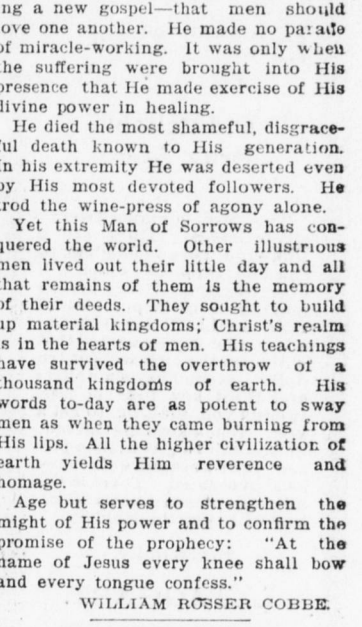 ng a new gospel—that men should
ove one another. He made no parade
of miracle-working. It was only when
the suffering were brought into His
presence that He made exercise of His
divine power in healing.
He died the most shameful, disgrace-
ful death known to His generation.
In his extremity He was deserted even
by His most devoted followers. He
trod the wine-press of agony alone.
Yet this Man of Sorrows has con-
quered the world. Other illustrious
men lived out their little day and all
that remains of them is the memory
of their deeds. They sought to build
up material kingdoms; Christ's realm
is in the hearts of men. His teachings
have survived the overthrow of a
thousand kingdoms of earth. His
words to-day are as potent to sway
men as when they came burning from
His lips. All the higher civilization of
earth yields Him reverence and
homage.
Age but serves to strengthen the
might of His power and to confirm the
promise of the prophecy: "At the
name of Jesus every knee shall bow
and every tongue confess."
WILLIAM ROSSER COBBE.